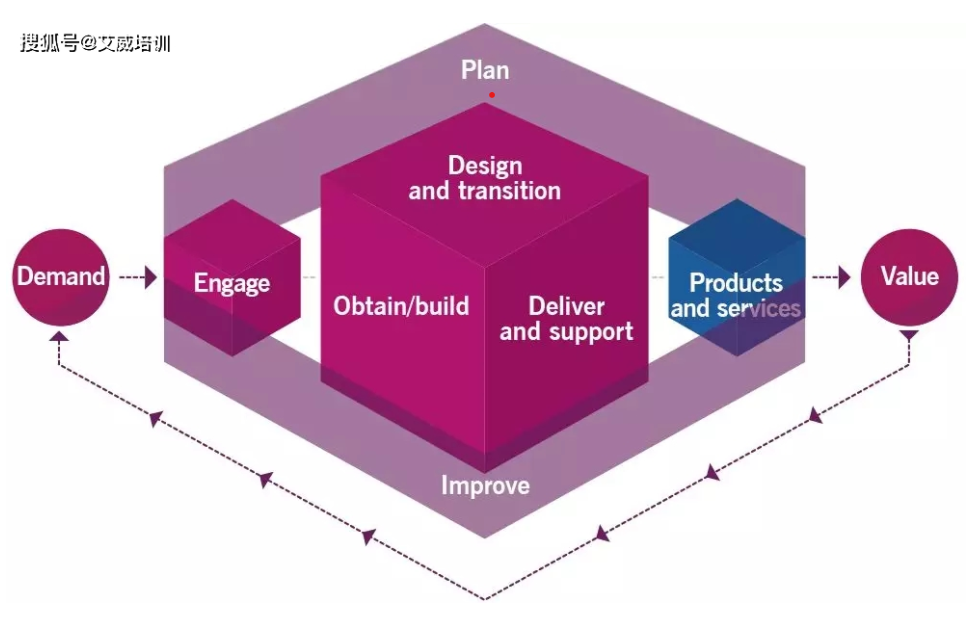 搜狐号@艾威培训
Plan
Design
and transition
Demand
Engage
Obtain/build
Deliver
and support
Products
and services
Value
Improve